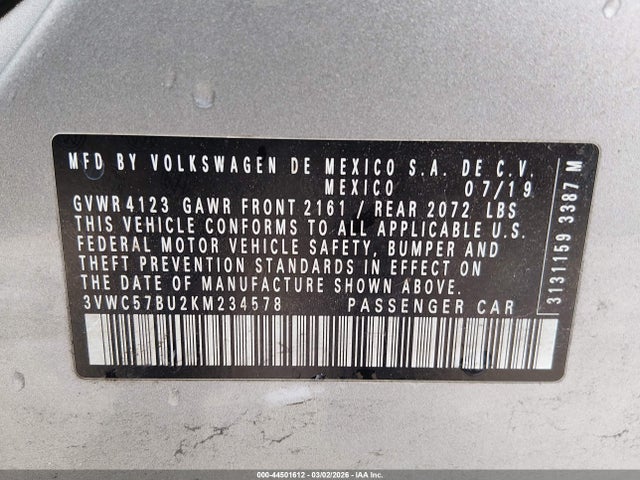 MFD BY VOLKSWAGEN DE MEXICO S.A. DE C.V.
MEXICO 07/19
GVWR 4123 GAWR FRONT 2161 / REAR 2072 LBS
THIS VEHICLE CONFORMS TO ALL APPLICABLE U.S.
FEDERAL MOTOR VEHICLE SAFETY, BUMPER AND
THEFT PREVENTION STANDARDS IN EFFECT ON
THE DATE OF MANUFACTURE SHOWN ABOVE.
3VWC57BU2KM234578 PASSENGER CAR
3131159 3387 M
000-44501612 - 03/02/2026 - IAA Inc.